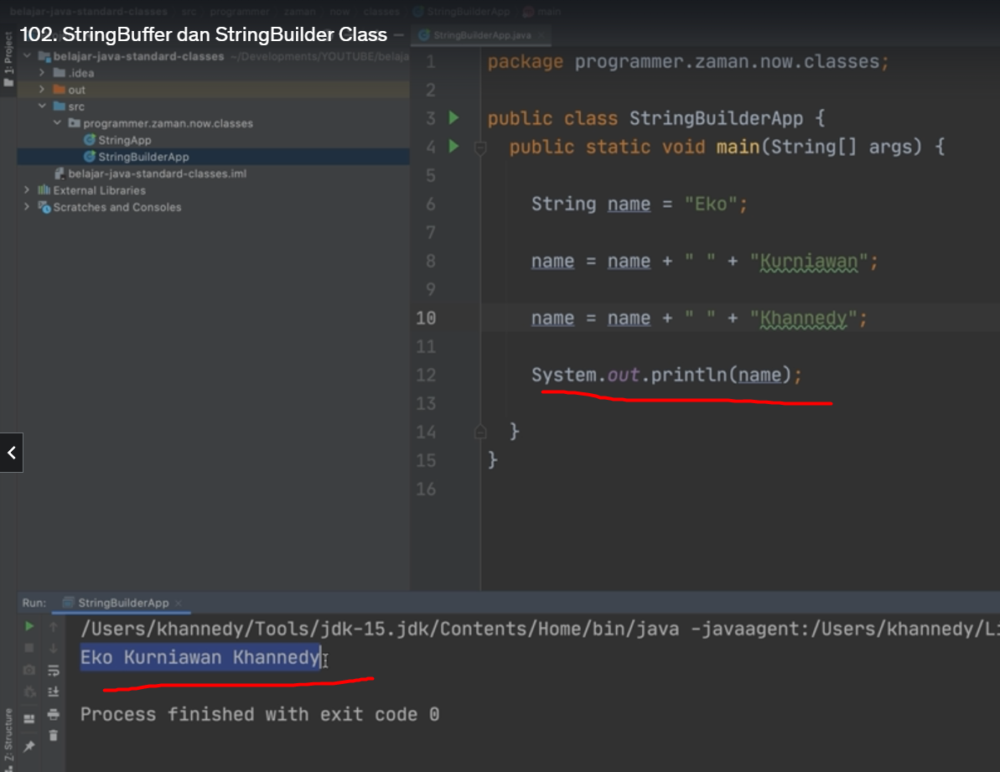 belajar-java-standard-classes src programmer zaman now classes StringBuilderApp main
102. StringBuffer dan StringBuilder Class
StringBuilderApp.java
1: Project
belajar-java-standard-classes ~/Developments/YOUTUBE/belaja
.idea
out
src
programmer.zaman.now.classes
StringApp
StringBuilderApp
belajar-java-standard-classes.iml
External Libraries
Scratches and Consoles
1 package programmer.zaman.now.classes;
2
3 public class StringBuilderApp {
4 public static void main(String[] args) {
5
6 String name = "Eko";
7
8 name = name + " " + "Kurniawan";
9
10 name = name + " " + "Khannedy";
11
12 System.out.println(name);
13
14 }
15 }
16
Run: StringBuilderApp
/Users/khannedy/Tools/jdk-15.jdk/Contents/Home/bin/java -javaagent:/Users/khannedy/Li
Eko Kurniawan Khannedy
Process finished with exit code 0
Z: Structure